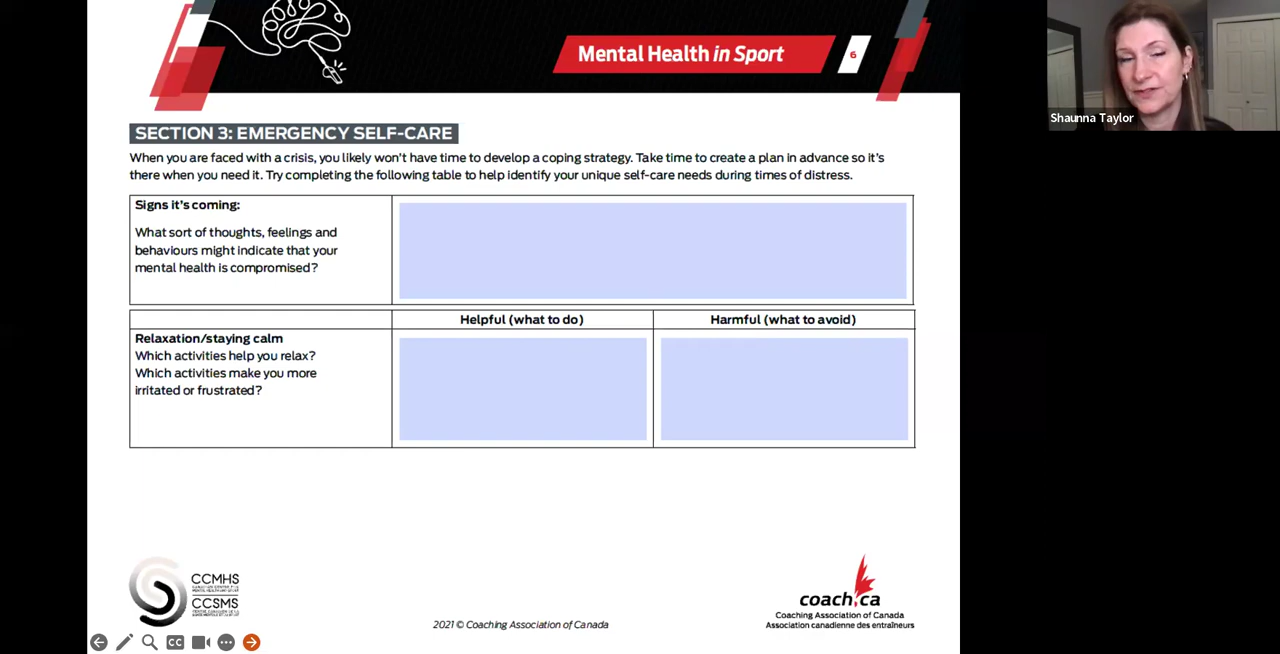 Mental Health in Sport
6
Shaunna Taylor
SECTION 3: EMERGENCY SELF-CARE
When you are faced with a crisis, you likely won't have time to develop a coping strategy. Take time to create a plan in advance so it's
there when you need it. Try completing the following table to help identify your unique self-care needs during times of distress.
Signs it's coming:
What sort of thoughts, feelings and
behaviours might indicate that your
mental health is compromised?
Helpful (what to do)
Harmful (what to avoid)
Relaxation/staying calm
Which activities help you relax?
Which activities make you more
irritated or frustrated?
CCMHS
CCSMS
2021 © Coaching Association of Canada
coach.ca
Coaching Association of Canada
Association canadienne des entraîneurs
CC